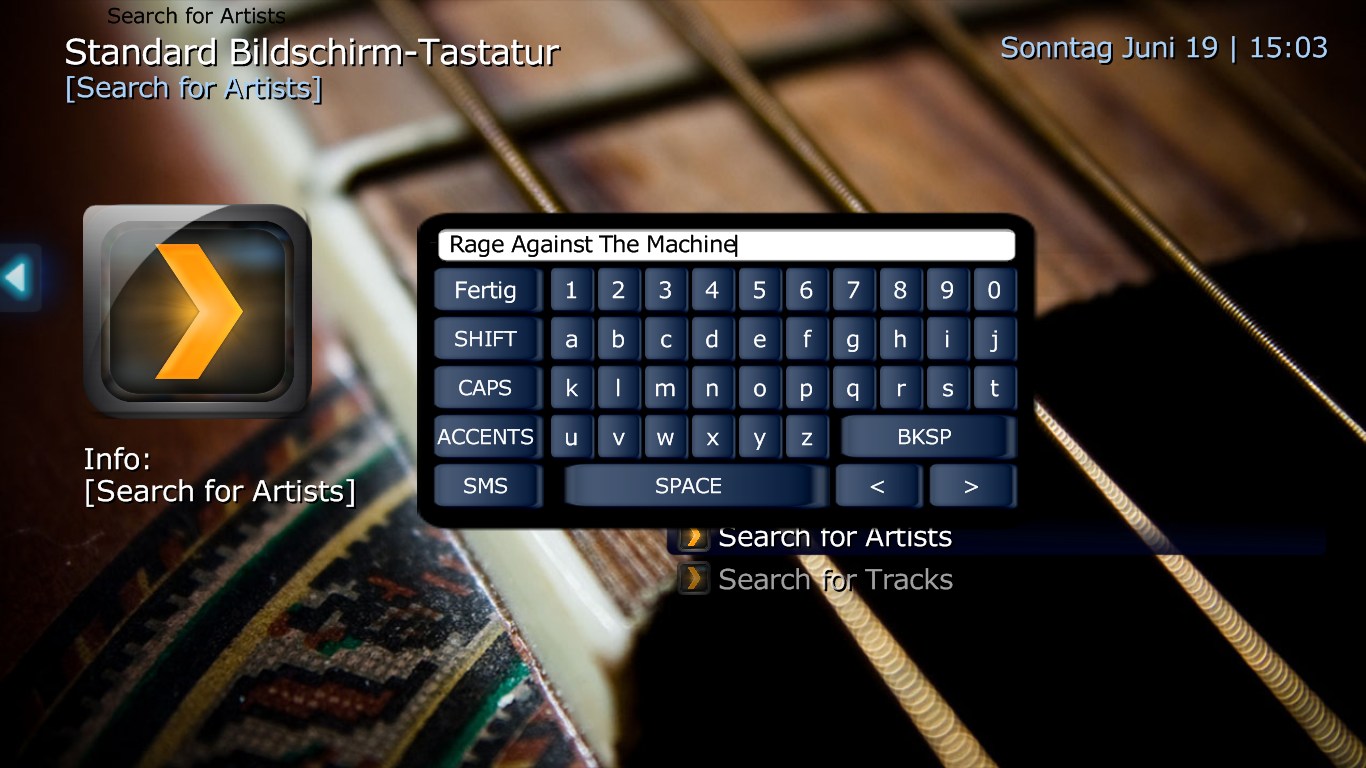 Search for Artists
Standard Bildschirm-Tastatur
[Search for Artists]
Sonntag Juni 19 | 15:03
Rage Against The Machine
Fertig 1 2 3 4 5 6 7 8 9 0
SHIFT a b c d e f g h i j
CAPS k l m n o p q r s t
ACCENTS u v w x y z BKSP
SMS SPACE < >
Info:
[Search for Artists]
Search for Artists
Search for Tracks